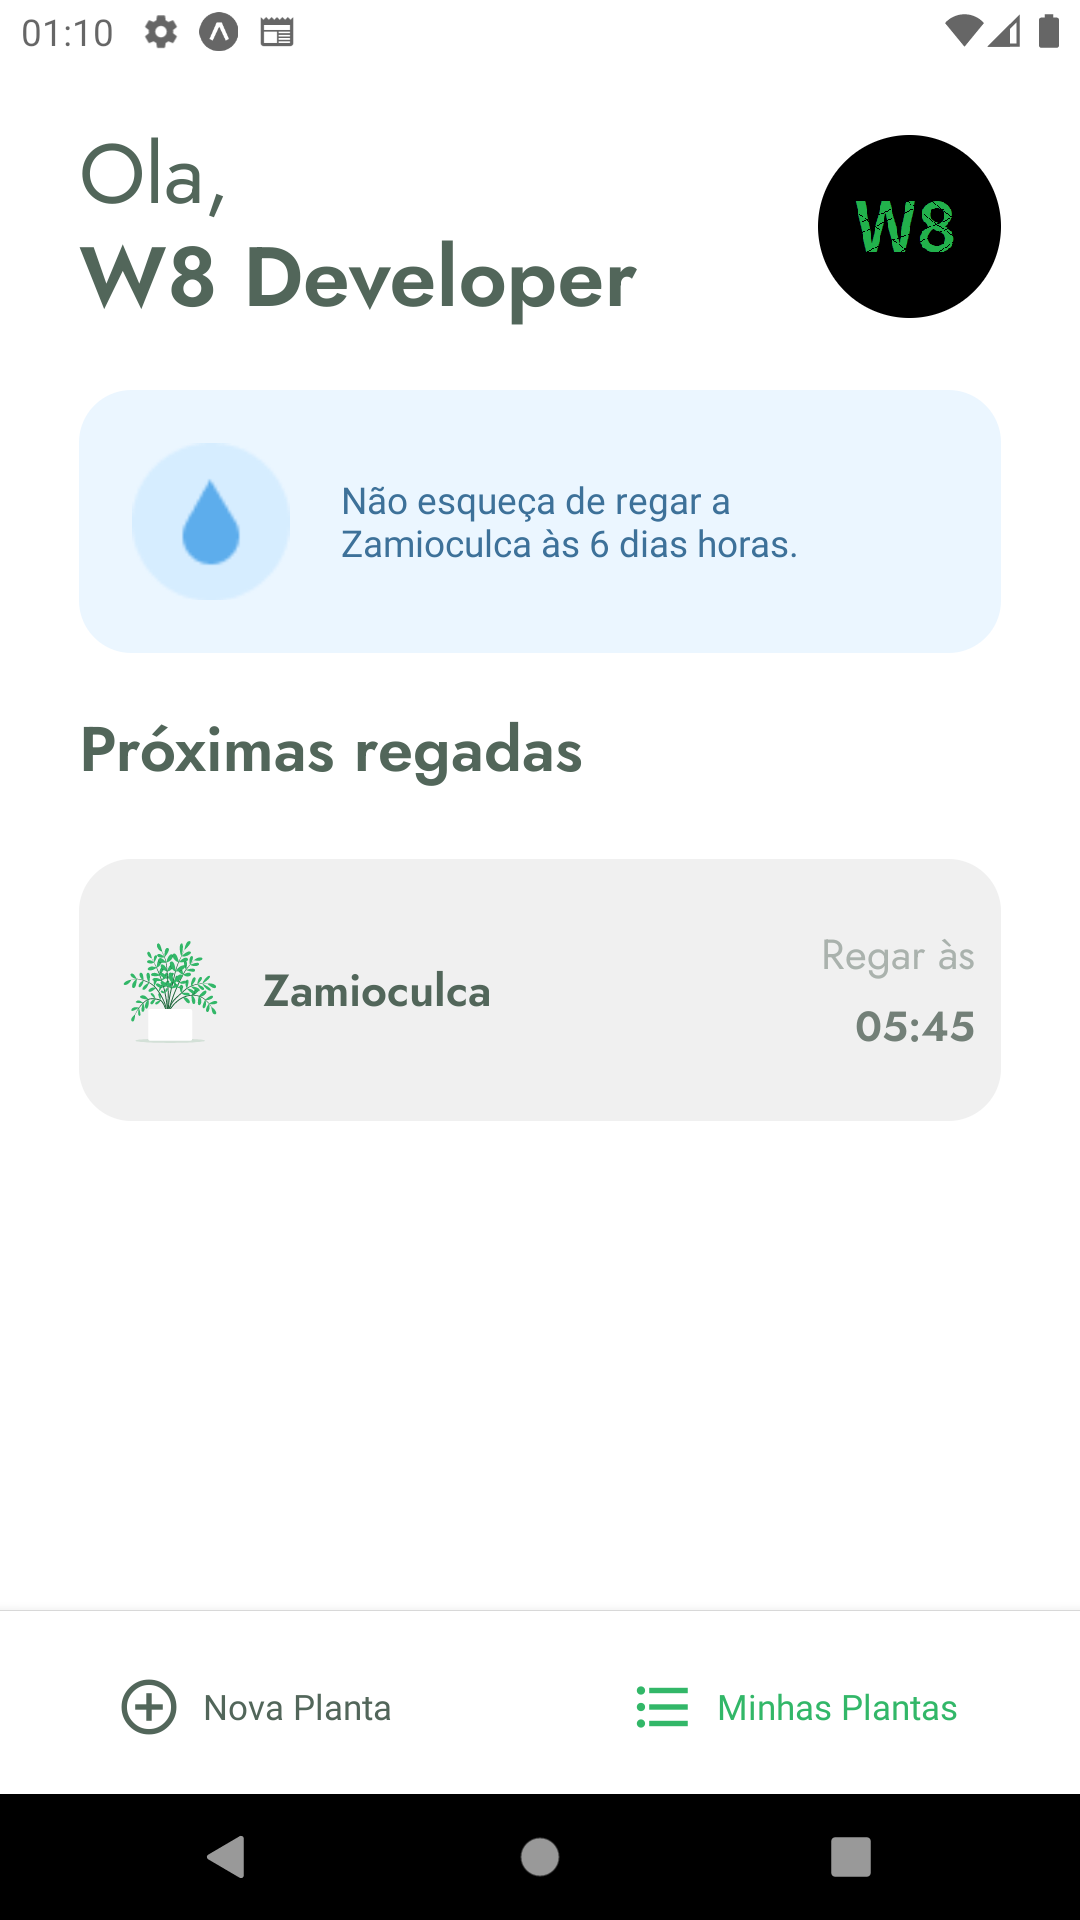 01:10
Ola,
W8 Developer
W8
Não esqueça de regar a
Zamioculca às 6 dias horas.
Próximas regadas
Zamioculca
Regar às
05:45
Nova Planta
Minhas Plantas